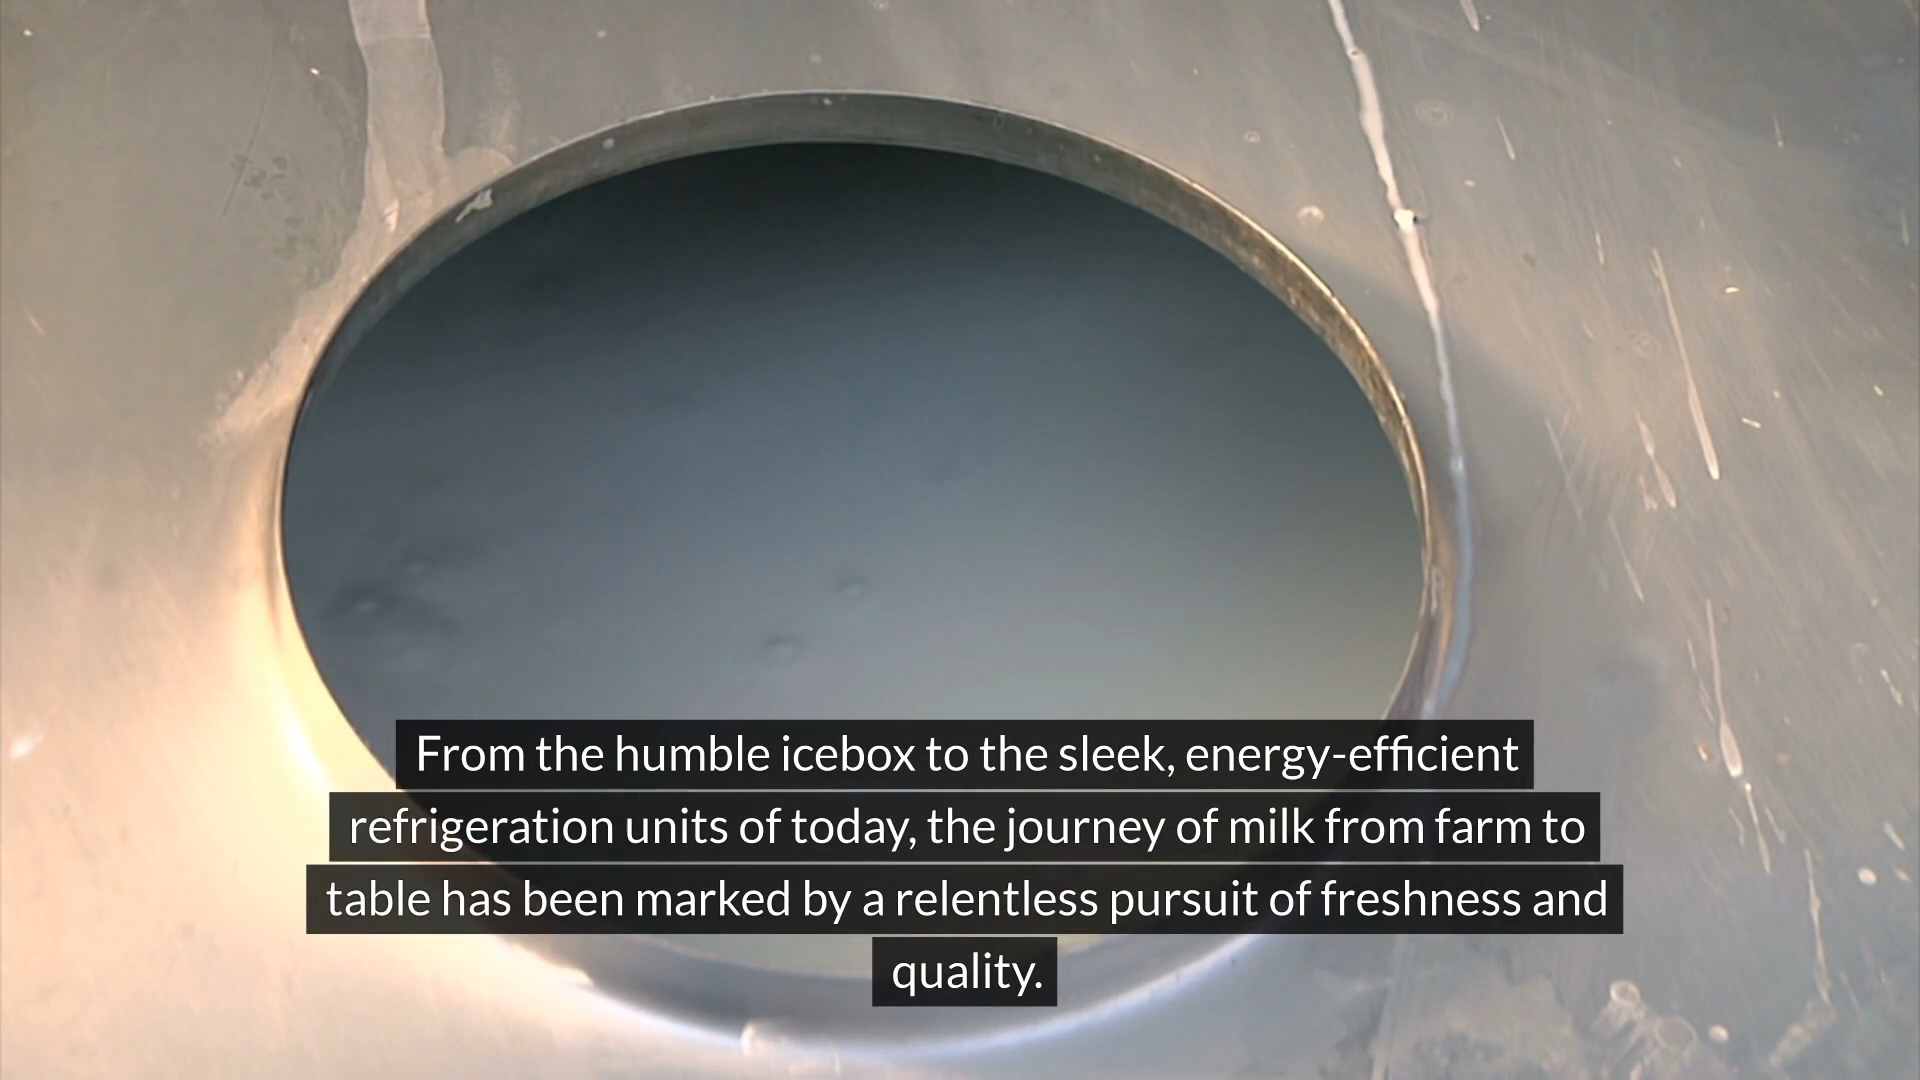 From the humble icebox to the sleek, energy-efficient
refrigeration units of today, the journey of milk from farm to
table has been marked by a relentless pursuit of freshness and
quality.